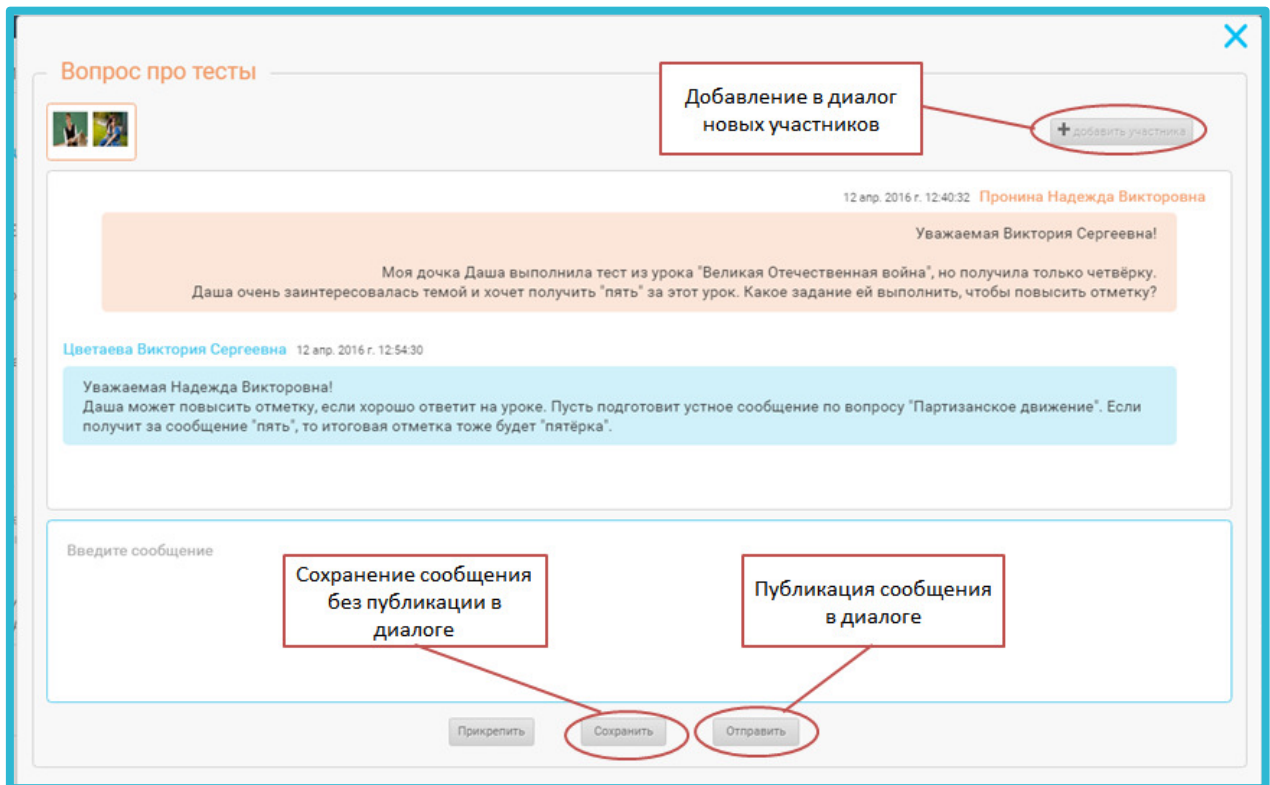 Вопрос про тесты
Добавление в диалог
новых участников
+ добавить участника
12 апр. 2016 г. 12:40:32 Пронина Надежда Викторовна
Уважаемая Виктория Сергеевна!
Моя дочка Даша выполнила тест из урока "Великая Отечественная война", но получила только четвёрку.
Даша очень заинтересовалась темой и хочет получить "пять" за этот урок. Какое задание ей выполнить, чтобы повысить отметку?
Цветаева Виктория Сергеевна 12 апр. 2016 г. 12:54:30
Уважаемая Надежда Викторовна!
Даша может повысить отметку, если хорошо ответит на уроке. Пусть подготовит устное сообщение по вопросу "Партизанское движение". Если
получит за сообщение "пять", то итоговая отметка тоже будет "пятёрка".
Введите сообщение
Сохранение сообщения
без публикации в
диалоге
Публикация сообщения
в диалоге
Прикрепить
Сохранить
Отправить